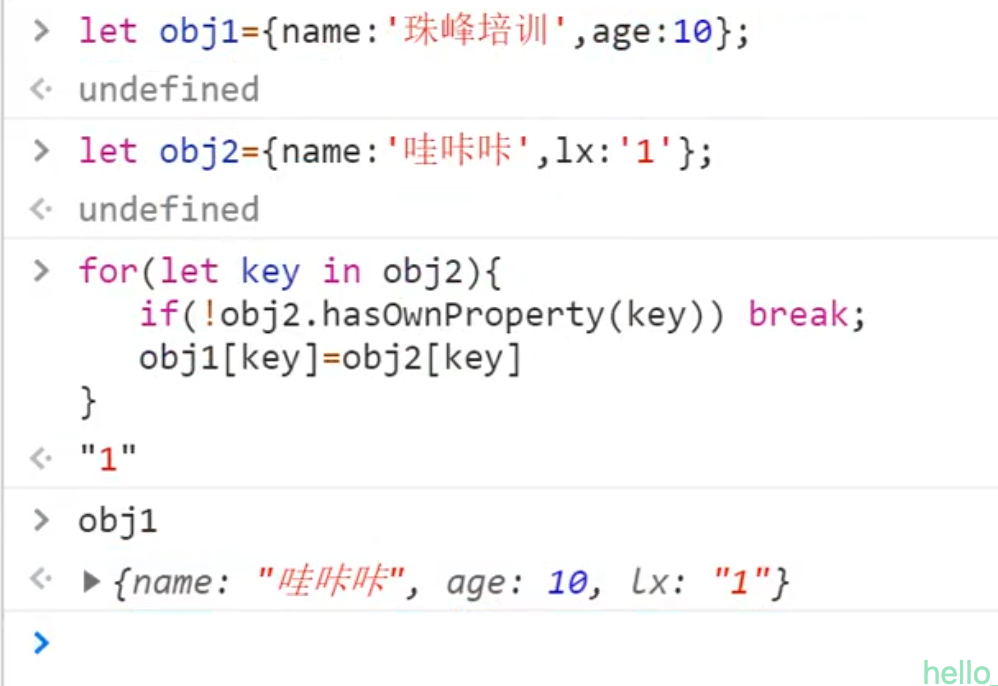 > let obj1={name:'珠峰培训',age:10};
< undefined
> let obj2={name:'哇咔咔',lx:'1'};
< undefined
> for(let key in obj2){
if(!obj2.hasOwnProperty(key)) break;
obj1[key]=obj2[key]
}
< "1"
> obj1
< ▶ {name: "哇咔咔", age: 10, lx: "1"}
>
hello_